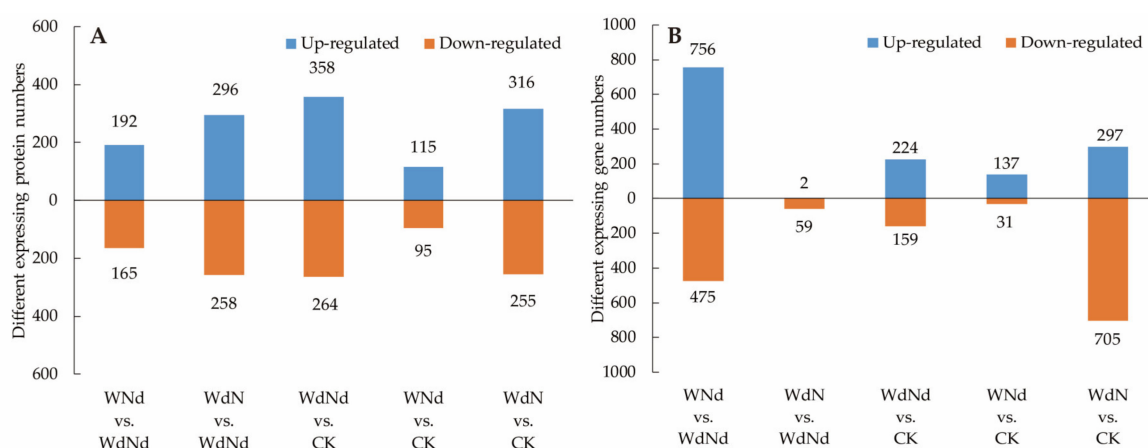 A
Up-regulated
Down-regulated
Different expressing protein numbers
600
400
200
0
200
400
600
192
296
358
115
316
165
258
264
95
255
WNd
vs.
WdNd
WdN
vs.
WdNd
WdNd
vs.
CK
WNd
vs.
CK
WdN
vs.
CK
B
Up-regulated
Down-regulated
Different expressing gene numbers
1000
800
600
400
200
0
200
400
600
800
1000
756
2
224
137
297
475
59
159
31
705
WNd
vs.
WdNd
WdN
vs.
WdNd
WdNd
vs.
CK
WNd
vs.
CK
WdN
vs.
CK